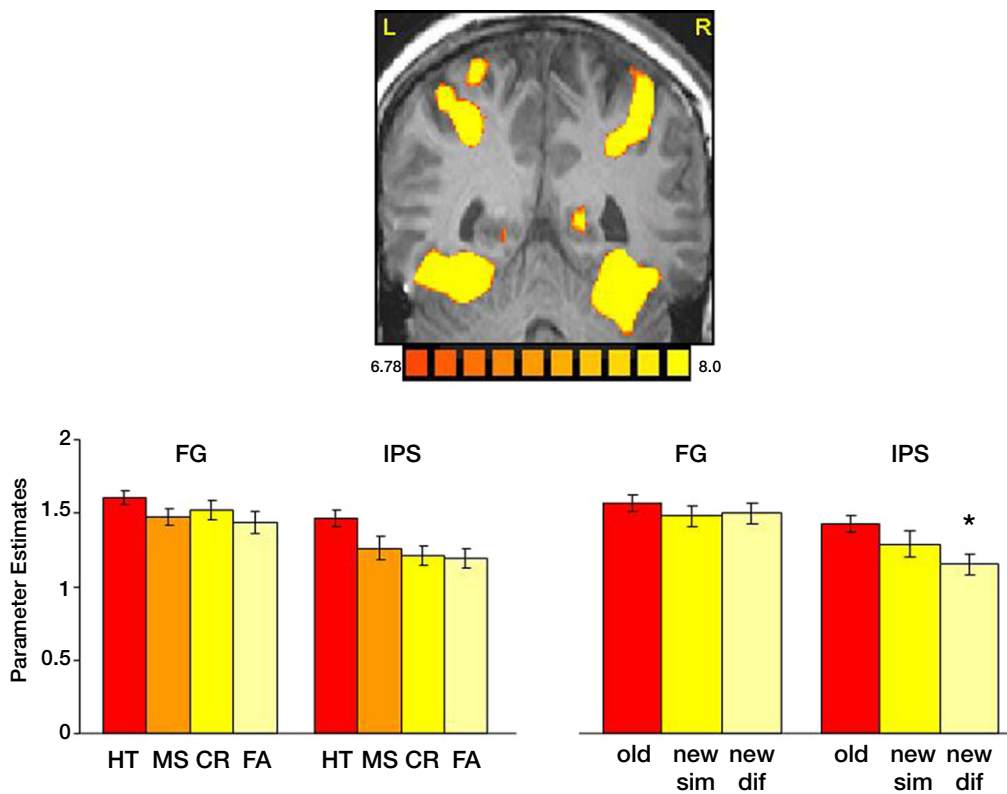 L R
6.78 8.0
Parameter Estimates
2
1.5
1
0.5
0
FG IPS
HT MS CR FA HT MS CR FA
FG IPS
*
old new sim new dif old new sim new dif